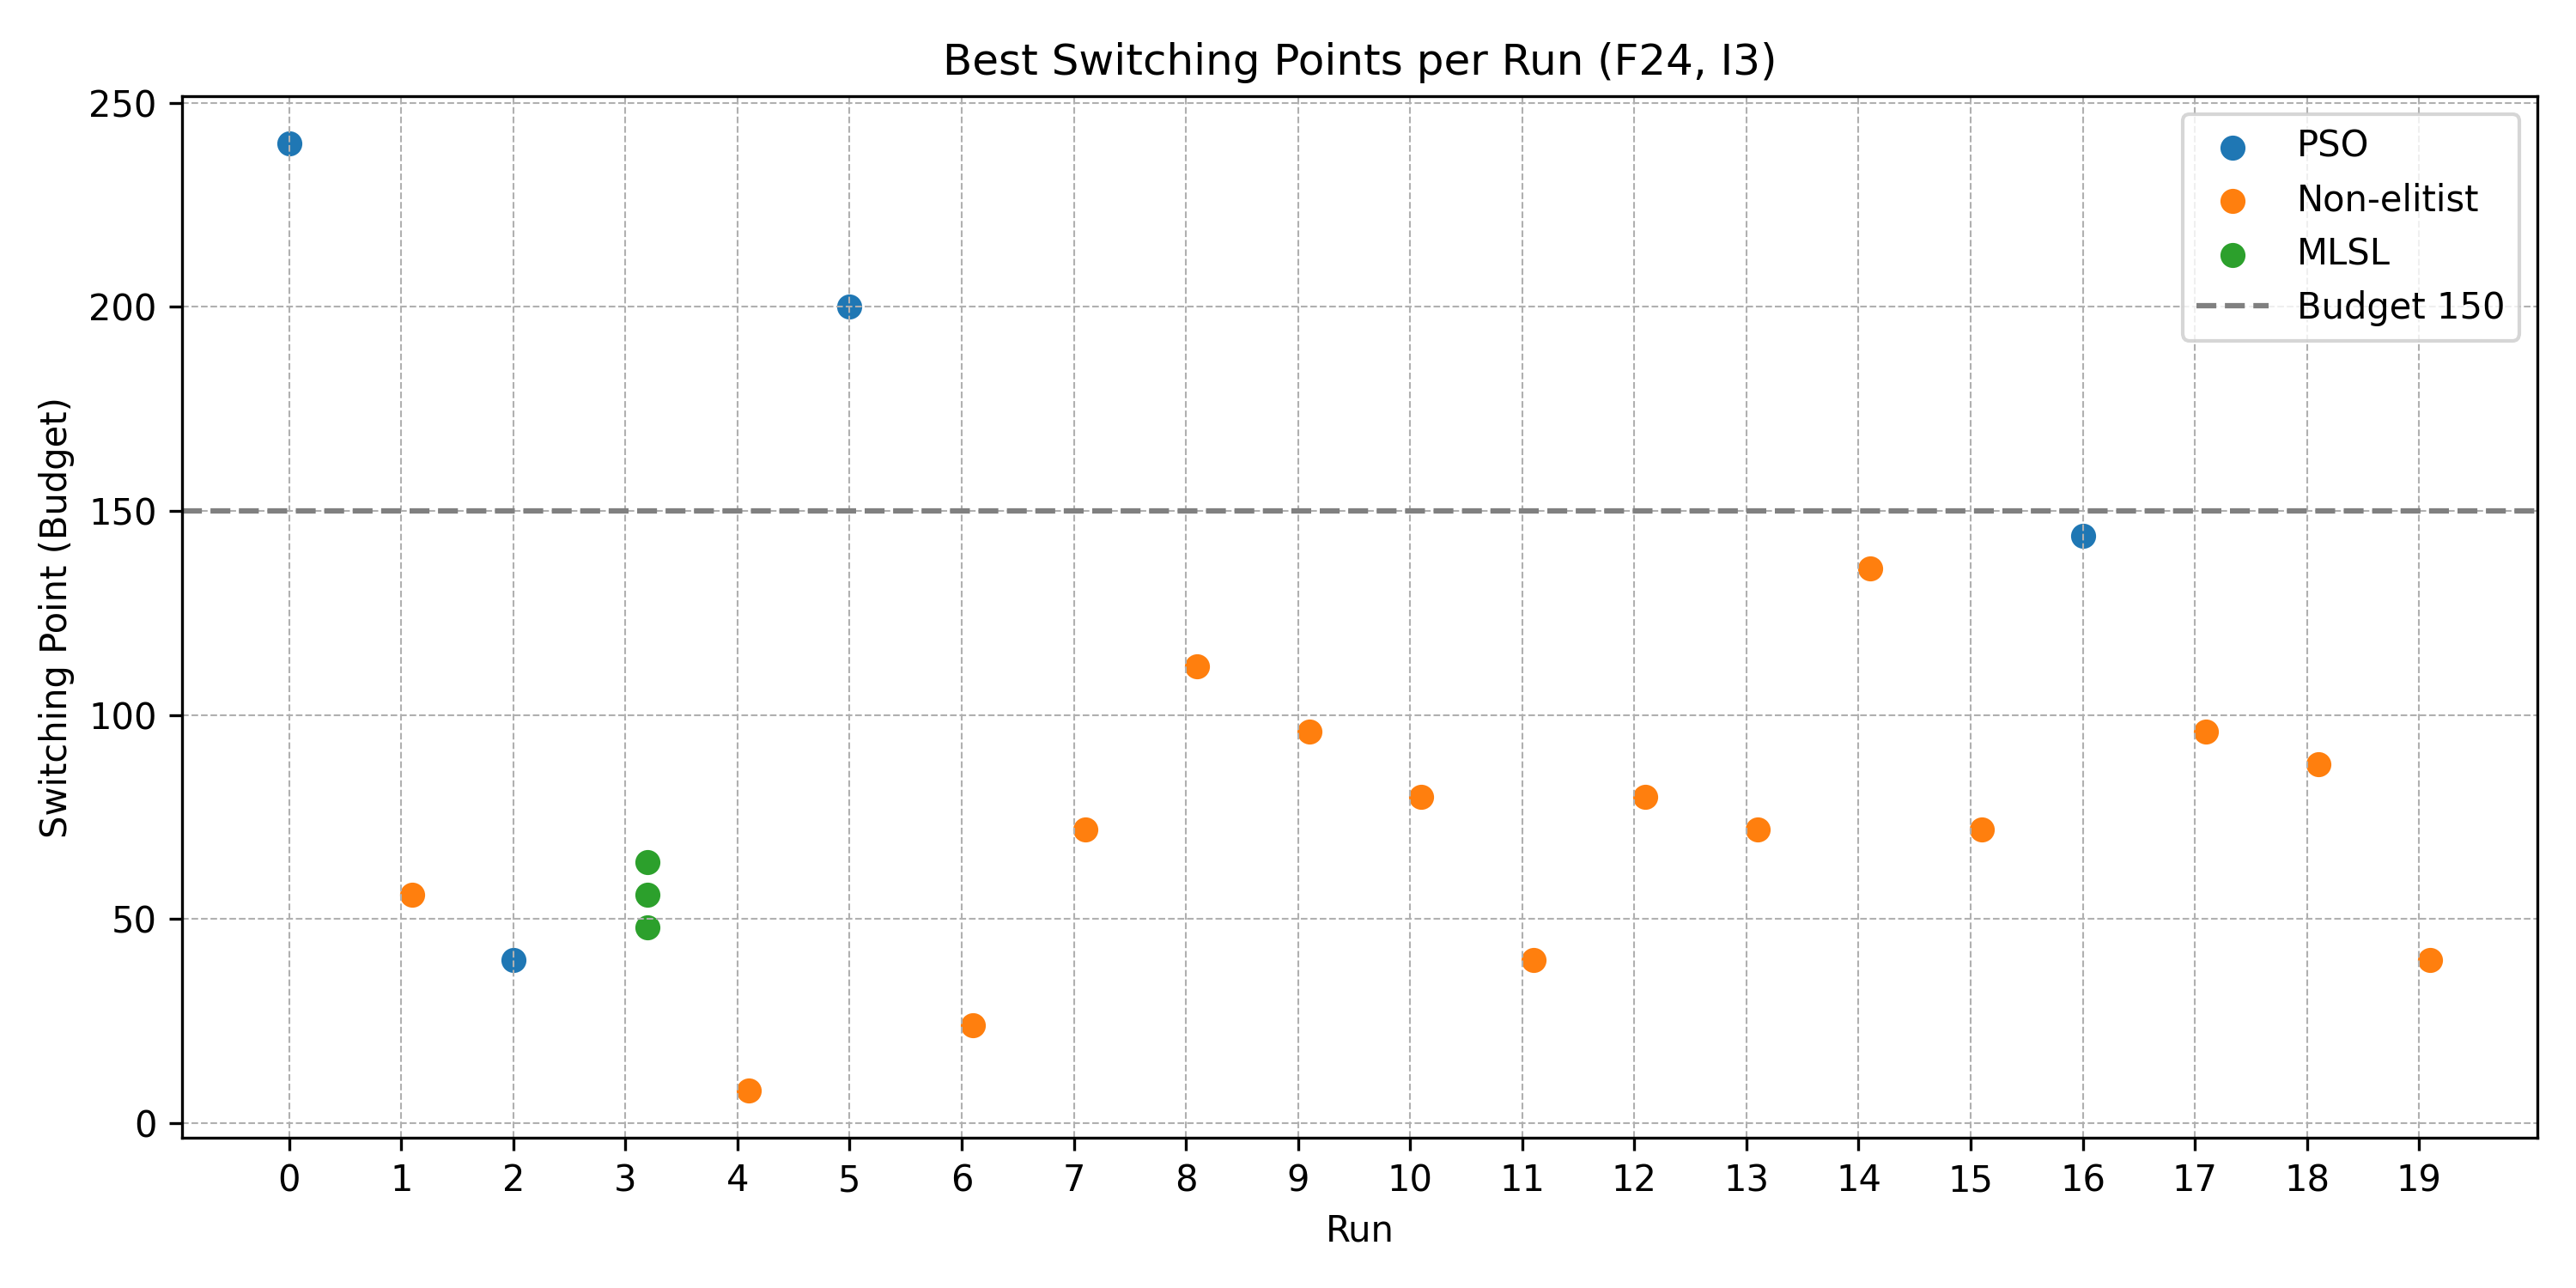 Best Switching Points per Run (F24, I3)
250
200
150
100
50
0
Switching Point (Budget)
PSO
Non-elitist
MLSL
Budget 150
0 1 2 3 4 5 6 7 8 9 10 11 12 13 14 15 16 17 18 19
Run